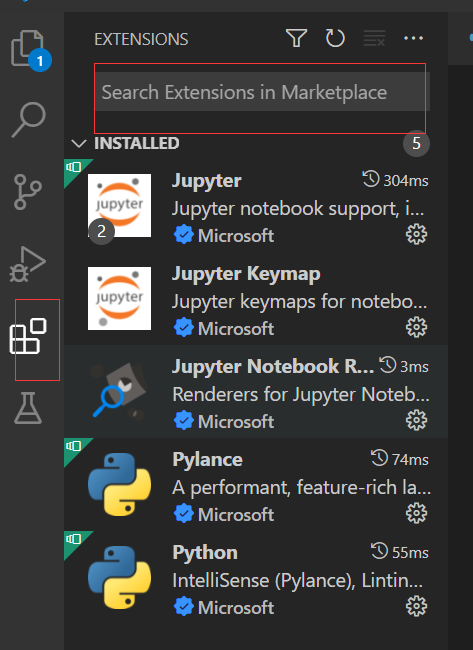 EXTENSIONS
1
Search Extensions in Marketplace
INSTALLED 5
Jupyter 304ms
jupyter
2
Jupyter notebook support, i...
Microsoft
Jupyter Keymap
jupyter
Jupyter keymaps for notebo...
Microsoft
Jupyter Notebook R... 3ms
Renderers for Jupyter Noteb...
Microsoft
Pylance 74ms
A performant, feature-rich la...
Microsoft
Python 55ms
IntelliSense (Pylance), Lintin...
Microsoft